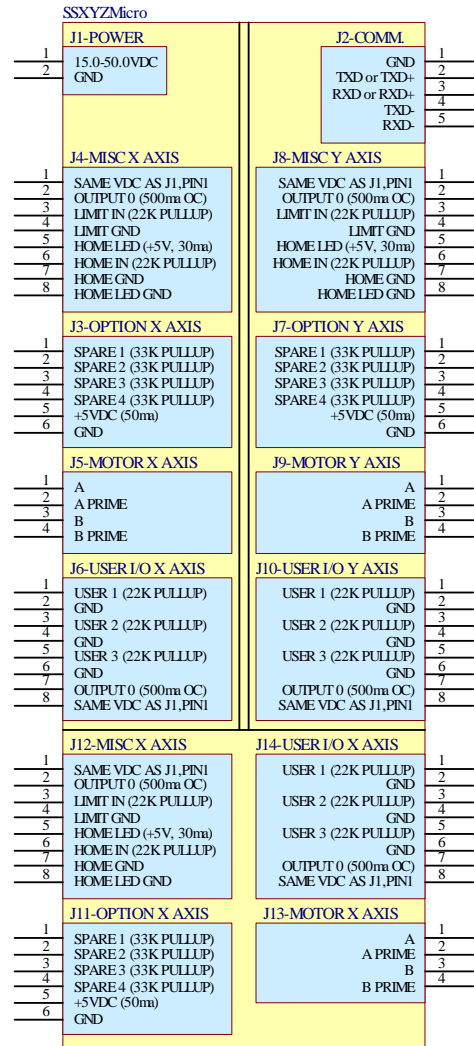 SSXYZMicro
J1-POWER
1 15.0-50.0VDC
2 GND
J2-COMM.
GND 1
TXD or TXD+ 2
RXD or RXD+ 3
TXD- 4
RXD- 5
J4-MISC X AXIS
1 SAME VDC AS J1,PIN1
2 OUTPUT 0 (500ma OC)
3 LIMIT IN (22K PULLUP)
4 LIMIT GND
5 HOME LED (+5V, 30ma)
6 HOME IN (22K PULLUP)
7 HOME GND
8 HOME LED GND
J8-MISC Y AXIS
SAME VDC AS J1,PIN1 1
OUTPUT 0 (500ma OC) 2
LIMIT IN (22K PULLUP) 3
LIMIT GND 4
HOME LED (+5V, 30ma) 5
HOME IN (22K PULLUP) 6
HOME GND 7
HOME LED GND 8
J3-OPTION X AXIS
1 SPARE 1 (33K PULLUP)
2 SPARE 2 (33K PULLUP)
3 SPARE 3 (33K PULLUP)
4 SPARE 4 (33K PULLUP)
5 +5VDC (50ma)
6 GND
J7-OPTION Y AXIS
SPARE 1 (33K PULLUP) 1
SPARE 2 (33K PULLUP) 2
SPARE 3 (33K PULLUP) 3
SPARE 4 (33K PULLUP) 4
+5VDC (50ma) 5
GND 6
J5-MOTOR X AXIS
1 A
2 A PRIME
3 B
4 B PRIME
J9-MOTOR Y AXIS
A 1
A PRIME 2
B 3
B PRIME 4
J6-USER I/O X AXIS
1 USER 1 (22K PULLUP)
2 GND
3 USER 2 (22K PULLUP)
4 GND
5 USER 3 (22K PULLUP)
6 GND
7 OUTPUT 0 (500ma OC)
8 SAME VDC AS J1,PIN1
J10-USER I/O Y AXIS
USER 1 (22K PULLUP) 1
GND 2
USER 2 (22K PULLUP) 3
GND 4
USER 3 (22K PULLUP) 5
GND 6
OUTPUT 0 (500ma OC) 7
SAME VDC AS J1,PIN1 8
J12-MISC X AXIS
1 SAME VDC AS J1,PIN1
2 OUTPUT 0 (500ma OC)
3 LIMIT IN (22K PULLUP)
4 LIMIT GND
5 HOME LED (+5V, 30ma)
6 HOME IN (22K PULLUP)
7 HOME GND
8 HOME LED GND
J14-USER I/O X AXIS
USER 1 (22K PULLUP) 1
GND 2
USER 2 (22K PULLUP) 3
GND 4
USER 3 (22K PULLUP) 5
GND 6
OUTPUT 0 (500ma OC) 7
SAME VDC AS J1,PIN1 8
J11-OPTION X AXIS
1 SPARE 1 (33K PULLUP)
2 SPARE 2 (33K PULLUP)
3 SPARE 3 (33K PULLUP)
4 SPARE 4 (33K PULLUP)
5 +5VDC (50ma)
6 GND
J13-MOTOR X AXIS
A 1
A PRIME 2
B 3
B PRIME 4